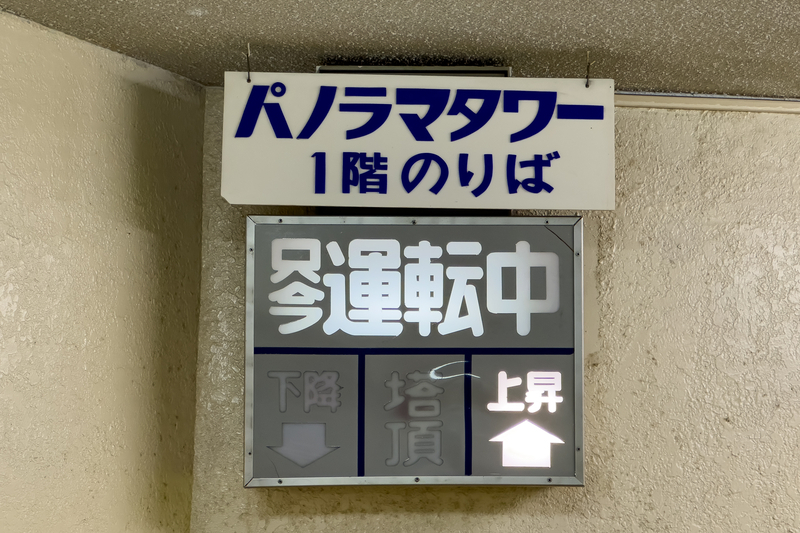 パノラマタワー
1階のりば
只今運転中
下降
塔頂
上昇